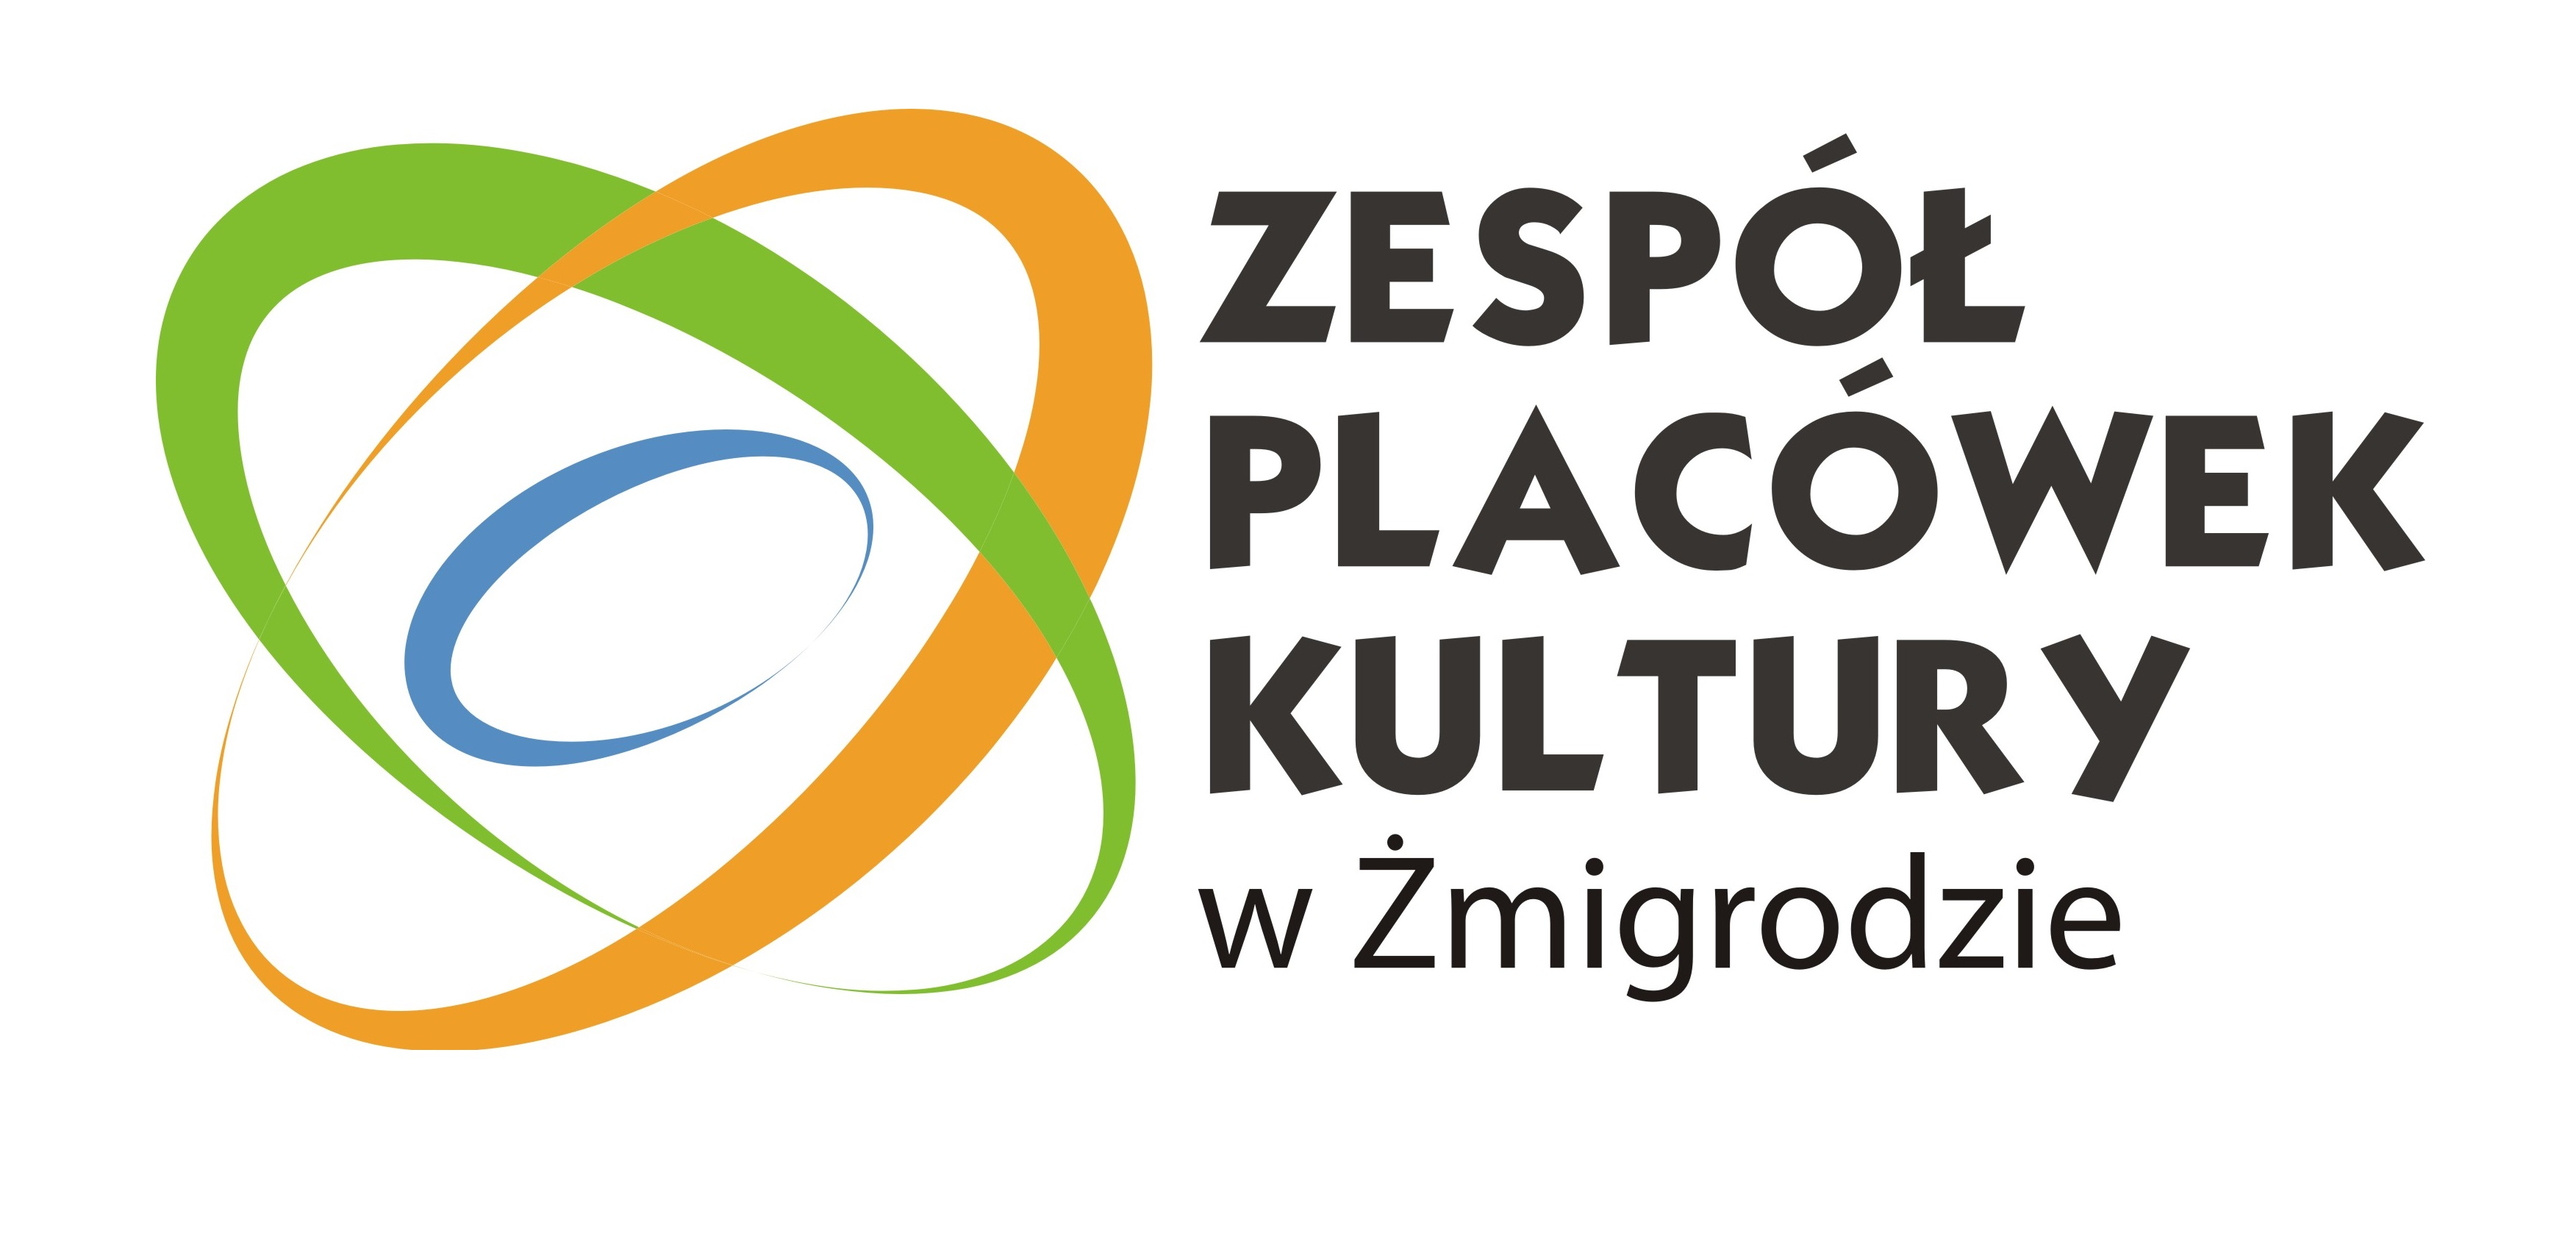 ZESPÓŁ
PLACÓWEK
KULTURY
w Żmigrodzie